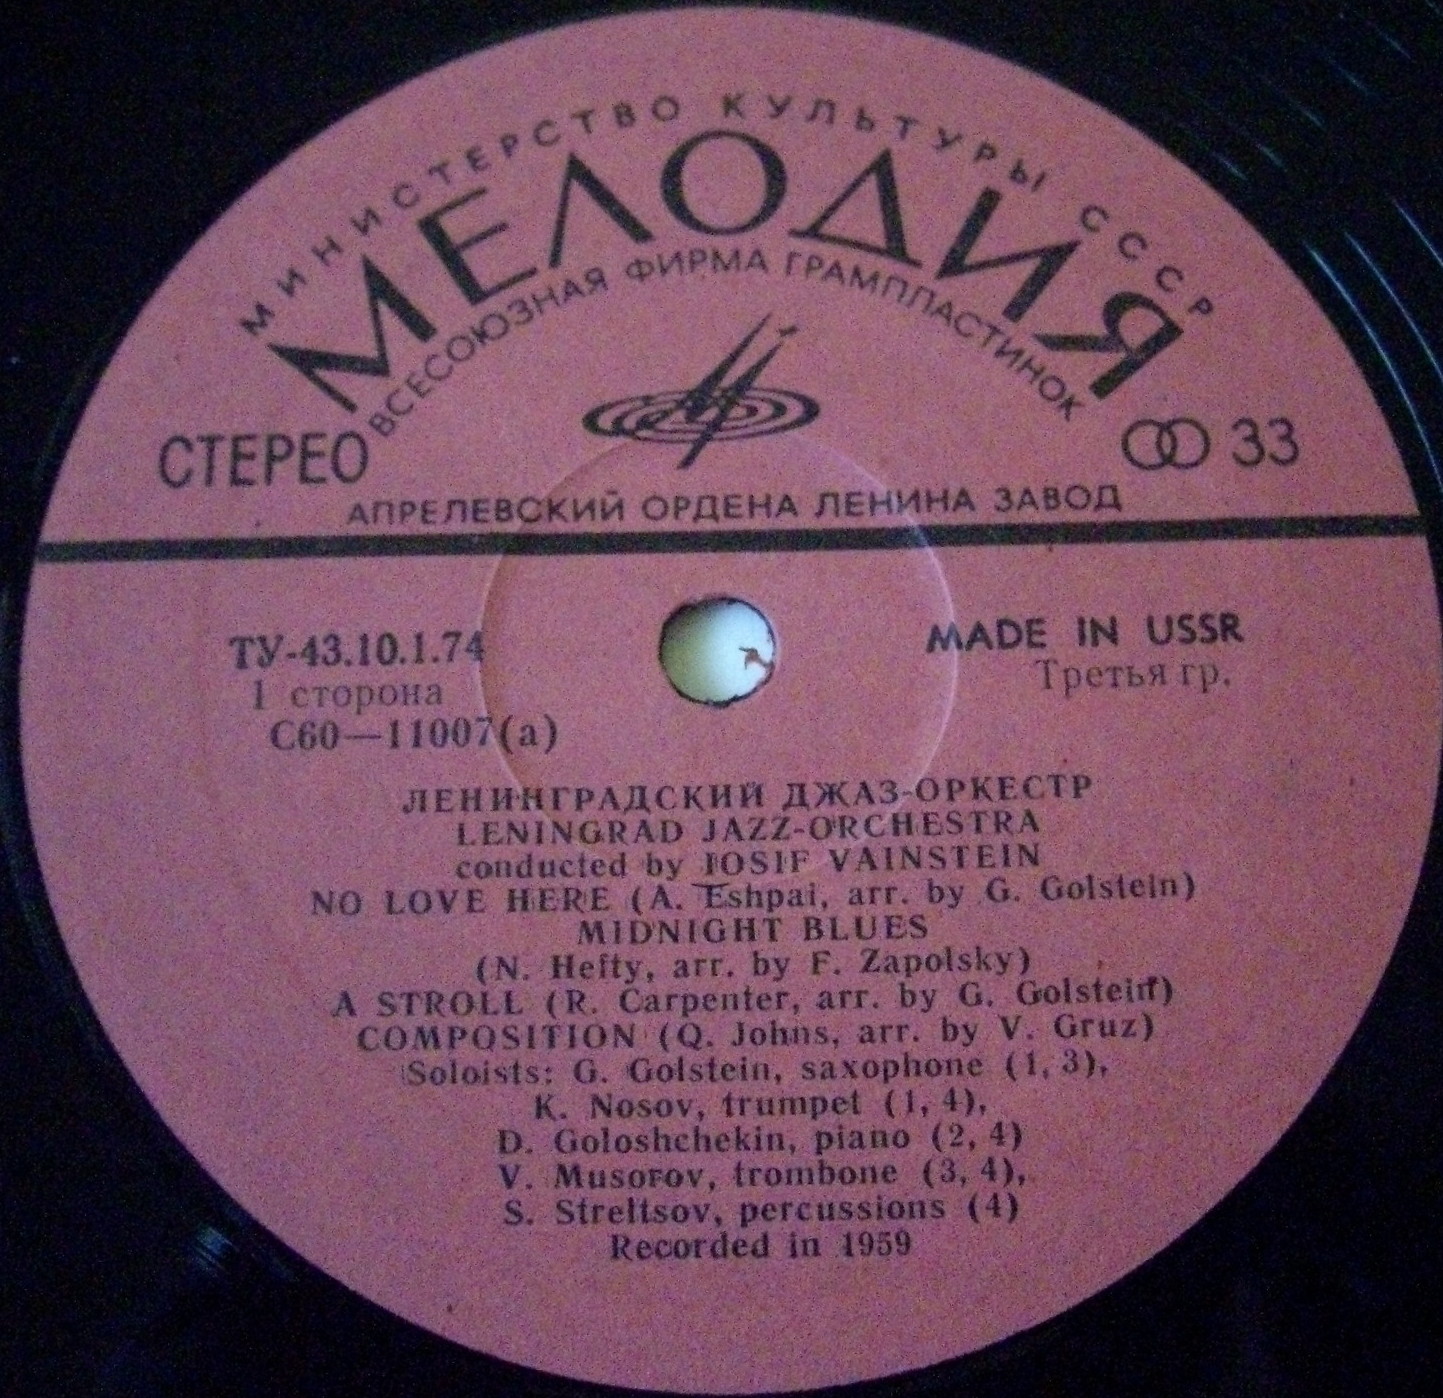 МИНИСТЕРСТВО КУЛЬТУРЫ СССР
МЕЛОДИЯ
ВСЕСОЮЗНАЯ ФИРМА ГРАМПЛАСТИНОК
СТЕРЕО 33
АПРЕЛЕВСКИЙ ОРДЕНА ЛЕНИНА ЗАВОД
ТУ-43.10.1.74
1 сторона
С60—11007(а)
MADE IN USSR
Третья гр.
ЛЕНИНГРАДСКИЙ ДЖАЗ-ОРКЕСТР
LENINGRAD JAZZ-ORCHESTRA
conducted by IOSIF VAINSTEIN
NO LOVE HERE (A. Eshpai, arr. by G. Golstein)
MIDNIGHT BLUES
(N. Hefty, arr. by F. Zapolsky)
A STROLL (R. Carpenter, arr. by G. Golstein)
COMPOSITION (Q. Johns, arr. by V. Gruz)
Soloists: G. Golstein, saxophone (1, 3),
K. Nosov, trumpet (1, 4),
D. Goloshchekin, piano (2, 4)
V. Musorov, trombone (3, 4),
S. Streltsov, percussions (4)
Recorded in 1959